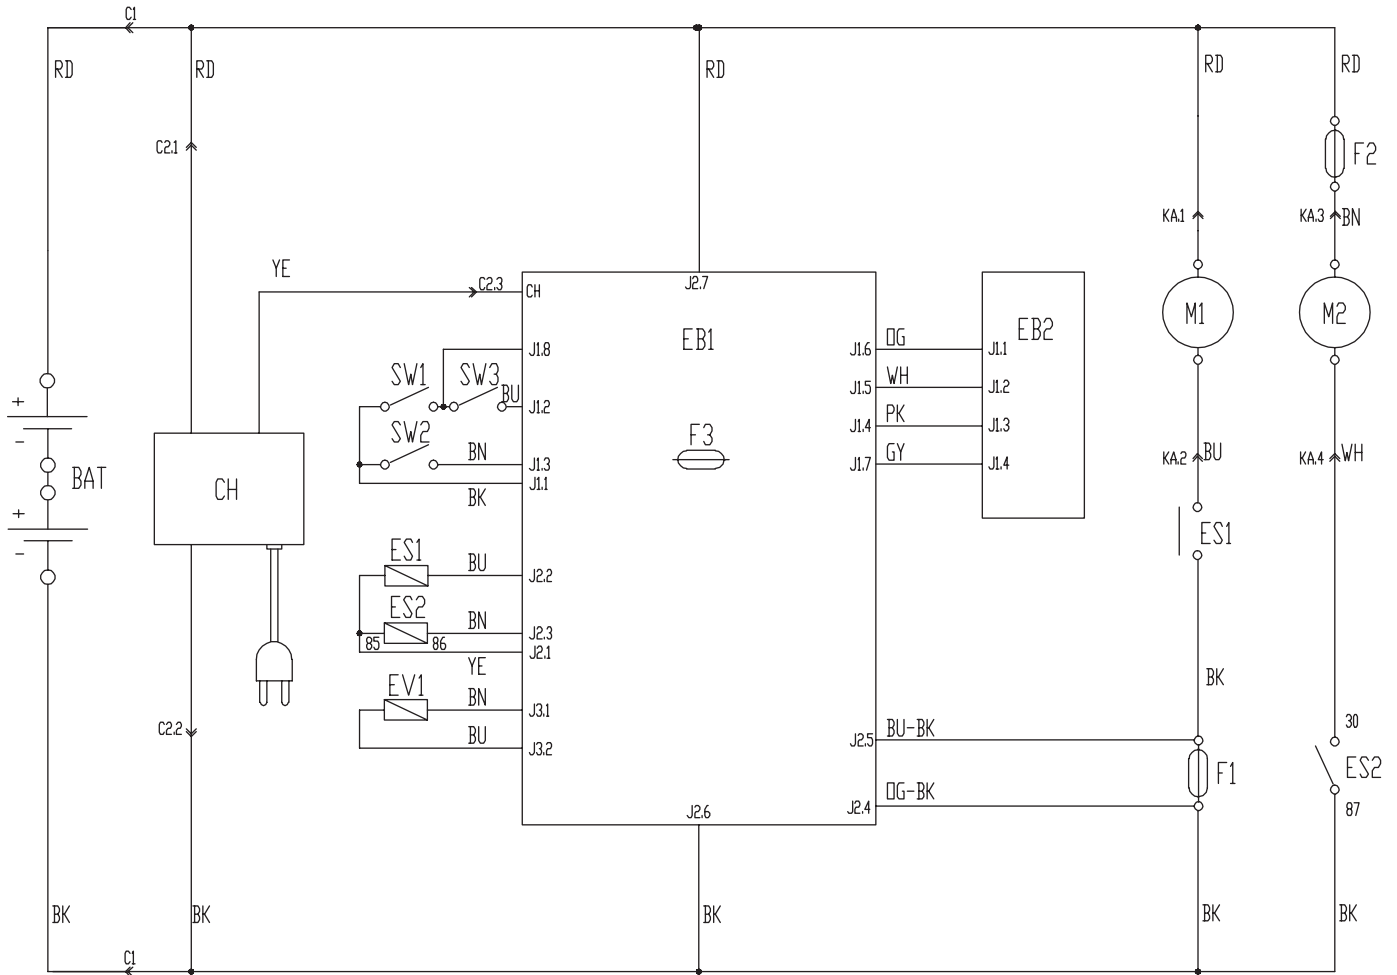 C1
RD RD RD RD RD
C2.1 F2
KA.1 KA.3 BN
YE C2.3 CH J2.7
EB1 EB2 M1 M2
J1.8 J1.6 OG J1.1
SW1 SW3 BU J1.2 J1.5 WH J1.2
SW2 F3 J1.4 PK J1.3
BN J1.3 J1.7 GY J1.4 KA.2 BU KA.4 WH
+
-
BAT
+
-
CH
J1.1
BK
ES1 BU J2.2 ES1
ES2 BN J2.3
85 86 J2.1
YE BK
EV1 BN J3.1
C2.2 BU J3.2 J2.5 BU-BK 30
F1 ES2
J2.6 J2.4 OG-BK 87
BK BK BK BK BK
C1